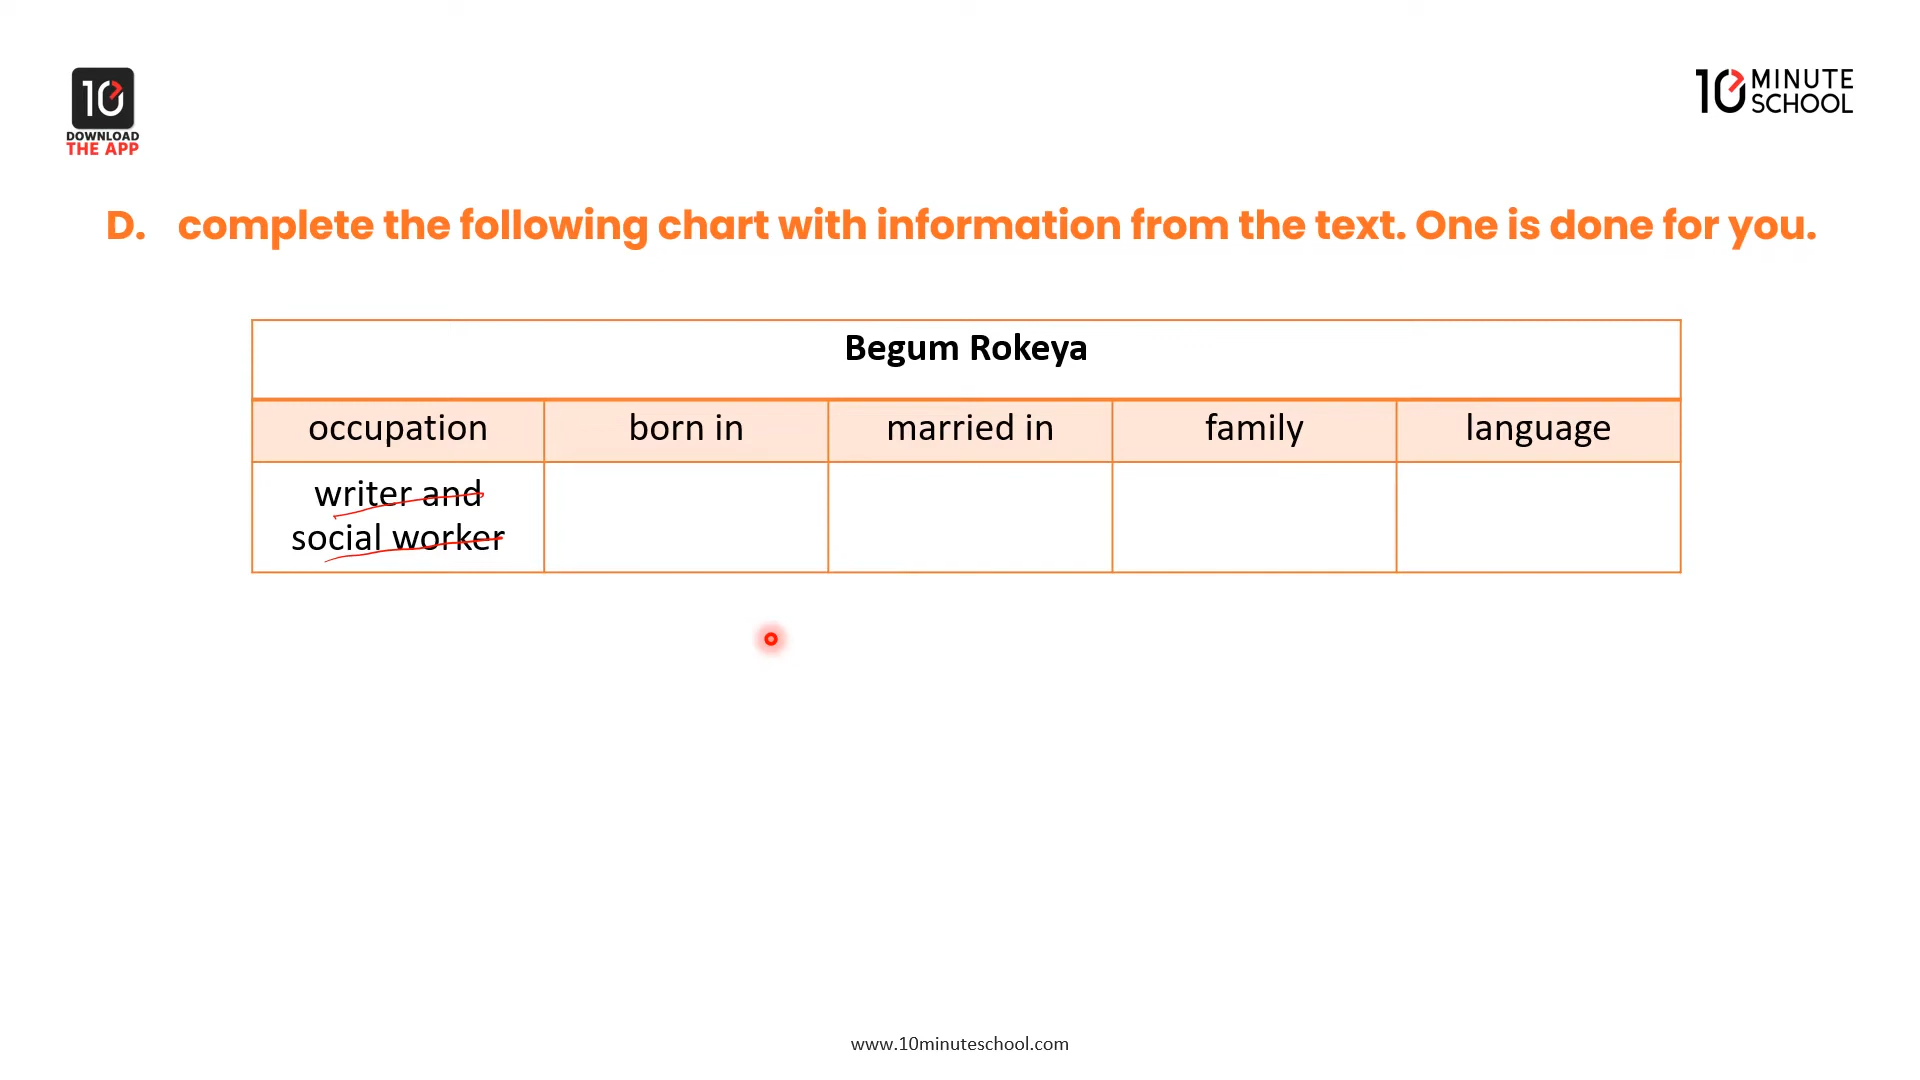 10
DOWNLOAD
THE APP
10 MINUTE
SCHOOL
D. complete the following chart with information from the text. One is done for you.
Begum Rokeya
occupation born in married in family language
writer and
social worker
www.10minuteschool.com